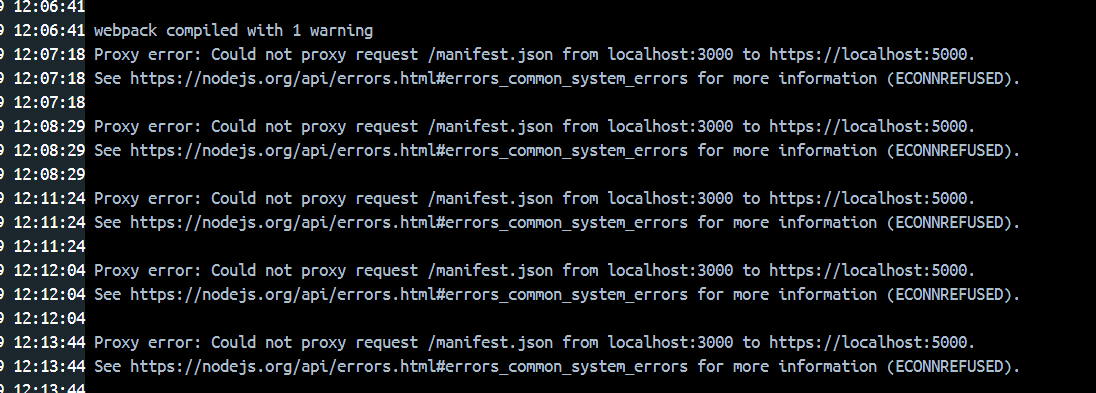 9 12:06:41
9 12:06:41 webpack compiled with 1 warning
9 12:07:18 Proxy error: Could not proxy request /manifest.json from localhost:3000 to https://localhost:5000.
9 12:07:18 See https://nodejs.org/api/errors.html#errors_common_system_errors for more information (ECONNREFUSED).
9 12:07:18
9 12:08:29 Proxy error: Could not proxy request /manifest.json from localhost:3000 to https://localhost:5000.
9 12:08:29 See https://nodejs.org/api/errors.html#errors_common_system_errors for more information (ECONNREFUSED).
9 12:08:29
9 12:11:24 Proxy error: Could not proxy request /manifest.json from localhost:3000 to https://localhost:5000.
9 12:11:24 See https://nodejs.org/api/errors.html#errors_common_system_errors for more information (ECONNREFUSED).
9 12:11:24
9 12:12:04 Proxy error: Could not proxy request /manifest.json from localhost:3000 to https://localhost:5000.
9 12:12:04 See https://nodejs.org/api/errors.html#errors_common_system_errors for more information (ECONNREFUSED).
9 12:12:04
9 12:13:44 Proxy error: Could not proxy request /manifest.json from localhost:3000 to https://localhost:5000.
9 12:13:44 See https://nodejs.org/api/errors.html#errors_common_system_errors for more information (ECONNREFUSED).
9 12:13:44